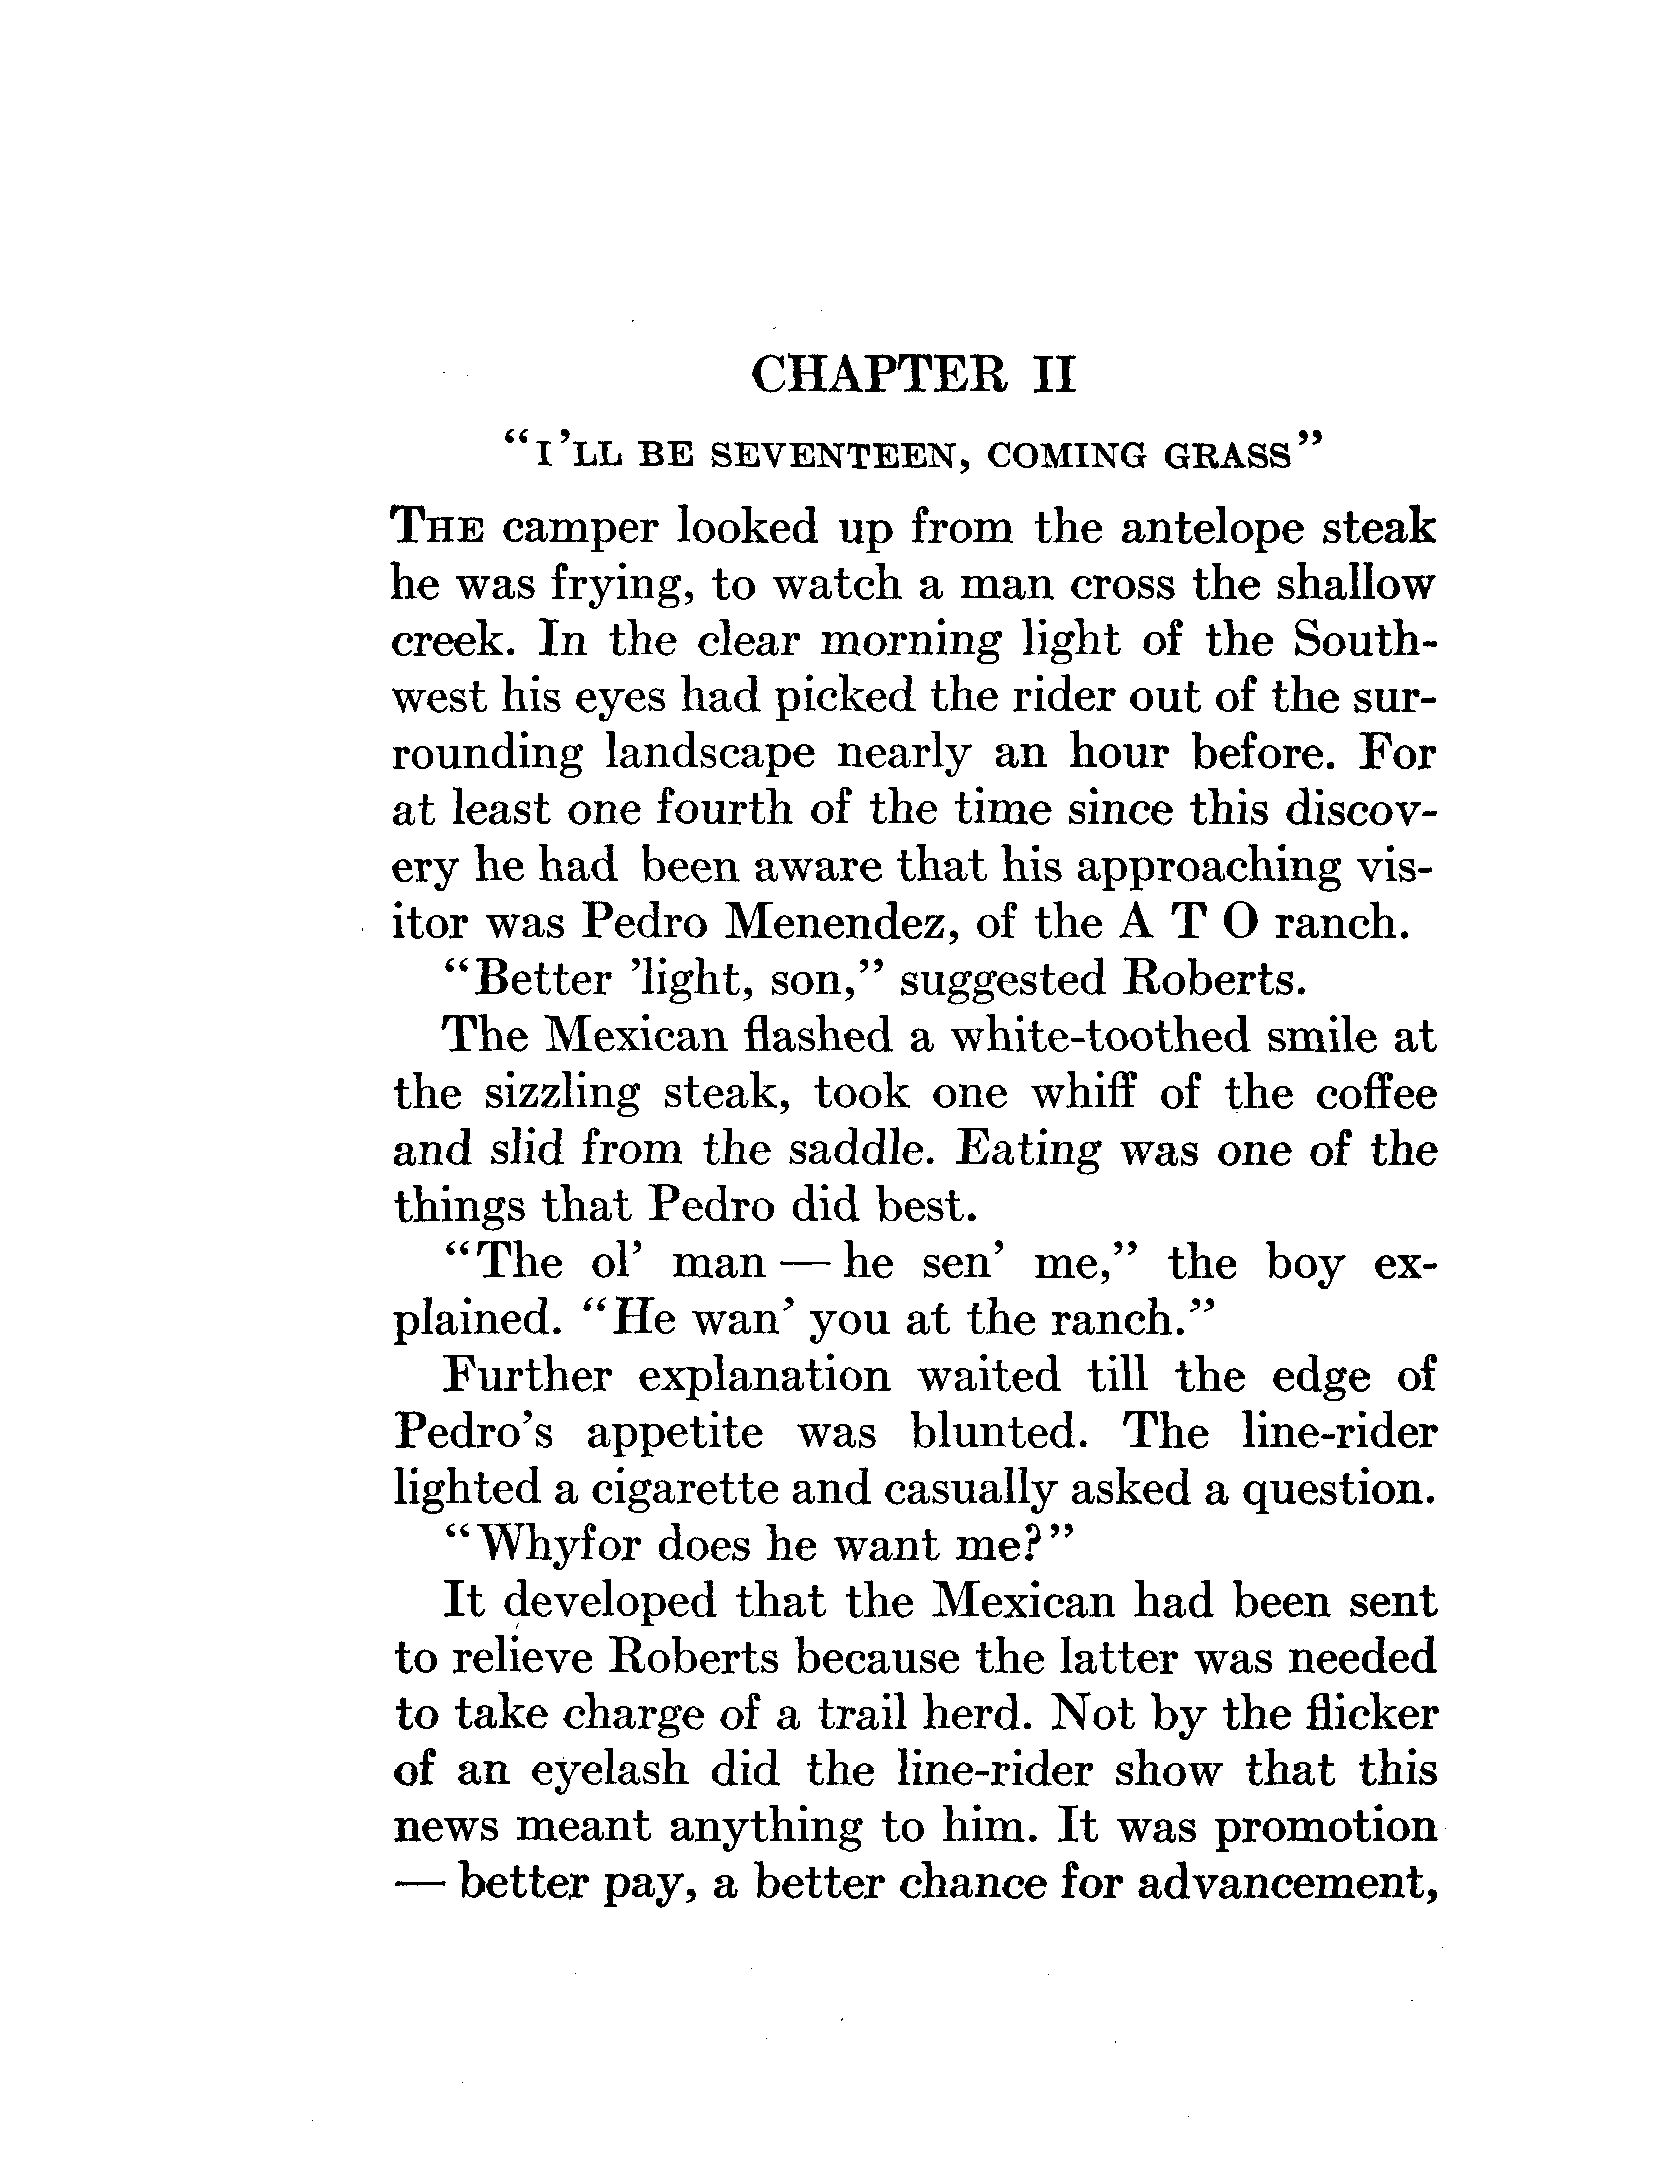 CHAPTER II
“I’LL BE SEVENTEEN, COMING GRASS”
THE camper looked up from the antelope steak
he was frying, to watch a man cross the shallow
creek. In the clear morning light of the South-
west his eyes had picked the rider out of the sur-
rounding landscape nearly an hour before. For
at least one fourth of the time since this discov-
ery he had been aware that his approaching vis-
itor was Pedro Menendez, of the A T O ranch.
“Better ’light, son,” suggested Roberts.
The Mexican flashed a white-toothed smile at
the sizzling steak, took one whiff of the coffee
and slid from the saddle. Eating was one of the
things that Pedro did best.
“The ol’ man — he sen’ me,” the boy ex-
plained. “He wan’ you at the ranch.”
Further explanation waited till the edge of
Pedro’s appetite was blunted. The line-rider
lighted a cigarette and casually asked a question.
“Whyfor does he want me?”
It developed that the Mexican had been sent
to relieve Roberts because the latter was needed
to take charge of a trail herd. Not by the flicker
of an eyelash did the line-rider show that this
news meant anything to him. It was promotion
— better pay, a better chance for advancement,